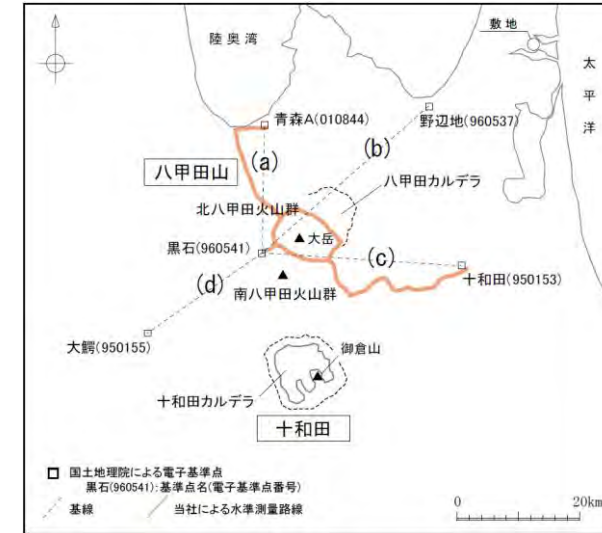 敷地
陸奥湾
太平洋
青森A(010844)
野辺地(960537)
(a)
(b)
八甲田山
八甲田カルデラ
北八甲田火山群
大岳
黒石(960541)
(c)
十和田(950153)
南八甲田火山群
(d)
大鰐(950155)
御倉山
十和田カルデラ
十和田
国土地理院による電子基準点
黒石(960541):基準点名(電子基準点番号)
基線
当社による水準測量路線
0
20km